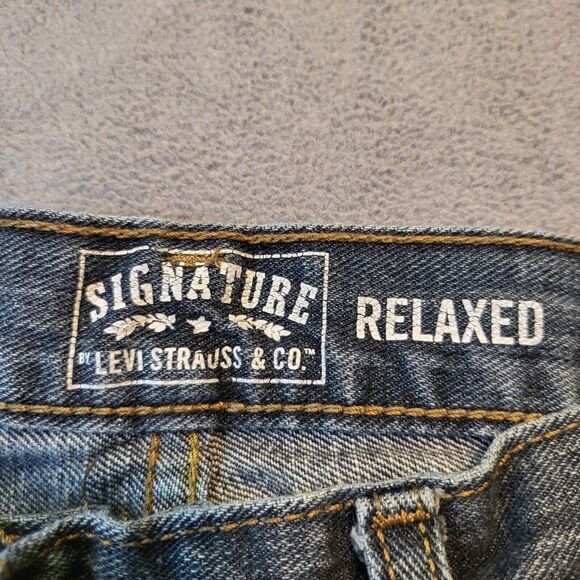 SIGNATURE
BY LEVI STRAUSS & CO.™
RELAXED